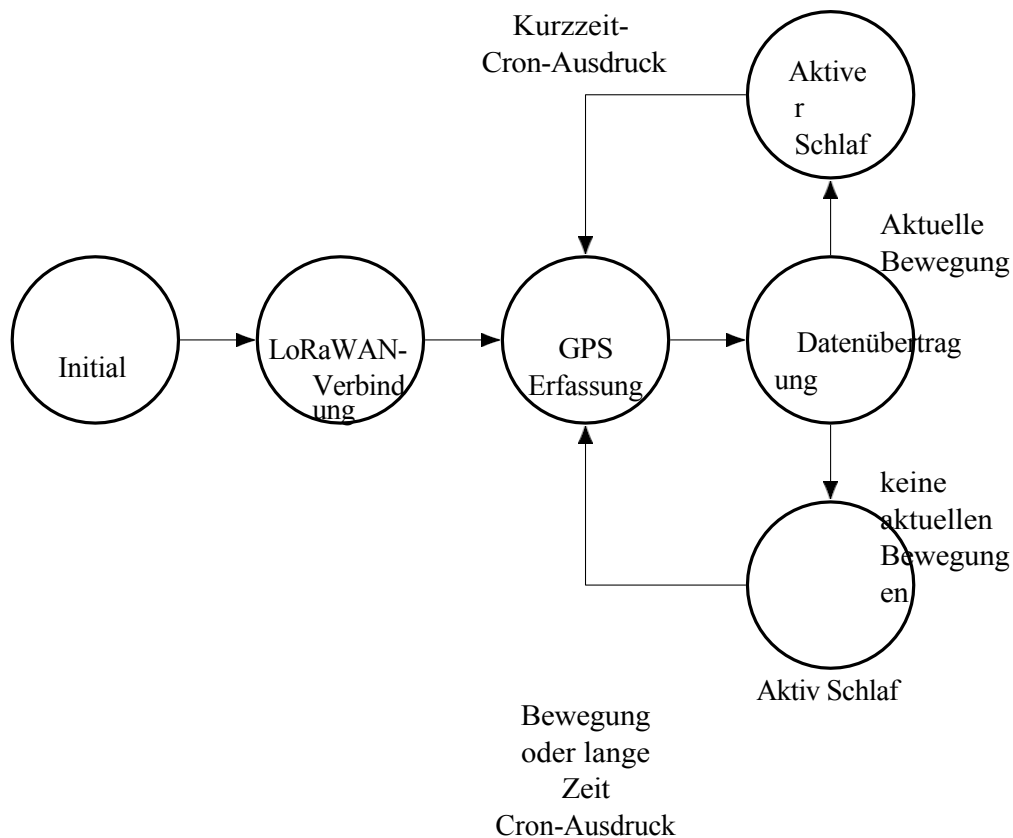 Kurzzeit-
Cron-Ausdruck
Aktive
r
Schlaf
Aktuelle
Bewegung
Initial
LoRaWAN-
Verbind
ung
GPS
Erfassung
Datenübertrag
ung
keine
aktuellen
Bewegung
en
Aktiv Schlaf
Bewegung
oder lange
Zeit
Cron-Ausdruck